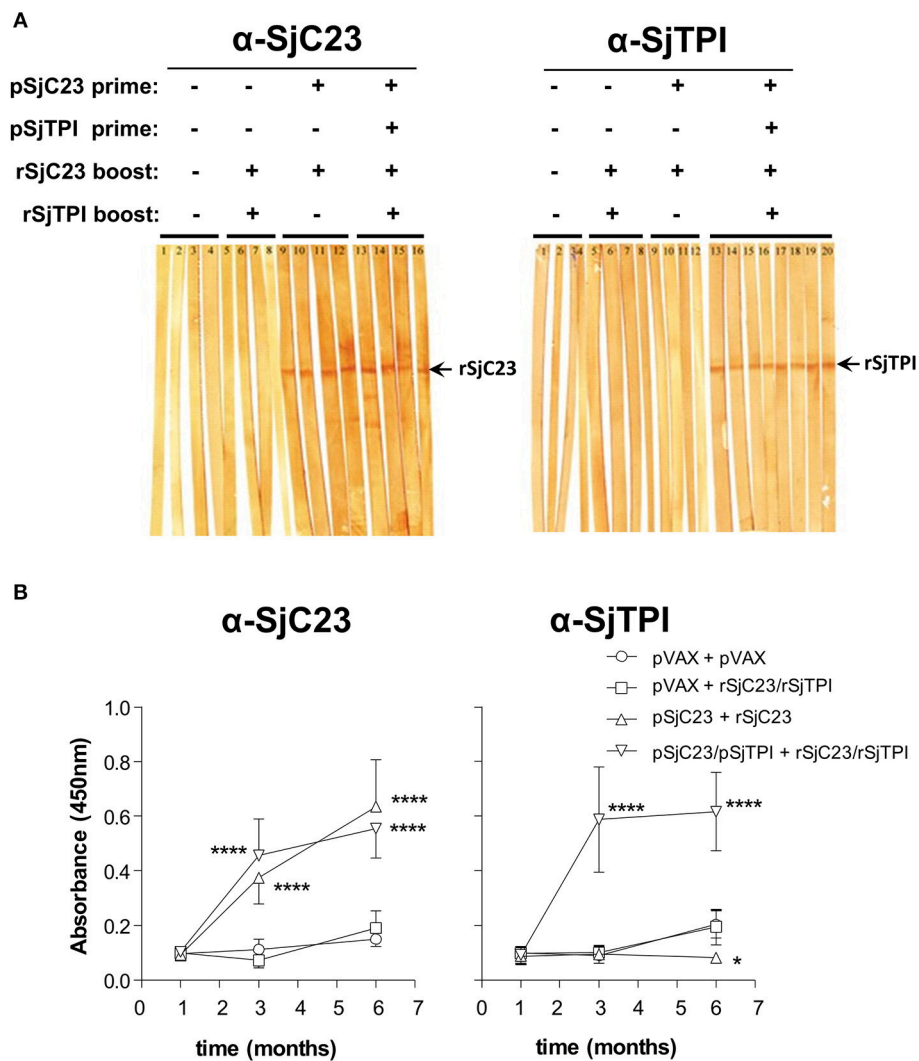 A
α-SjC23
α-SjTPI
pSjC23 prime: - - + + - - + +
pSjTPI prime: - - - + - - - +
rSjC23 boost: - + + + - + + +
rSjTPI boost: - + - + - + - +
1 2 3 4 5 6 7 8 9 10 11 12 13 14 15 16
1 2 3 4 5 6 7 8 9 10 11 12 13 14 15 16 17 18 19 20
rSjC23
rSjTPI
B
α-SjC23
α-SjTPI
pVAX + pVAX
pVAX + rSjC23/rSjTPI
pSjC23 + rSjC23
pSjC23/pSjTPI + rSjC23/rSjTPI
Absorbance (450nm)
1.0
0.8
0.6
0.4
0.2
0.0
****
****
****
****
****
****
*
0 1 2 3 4 5 6 7
0 1 2 3 4 5 6 7
time (months)
time (months)